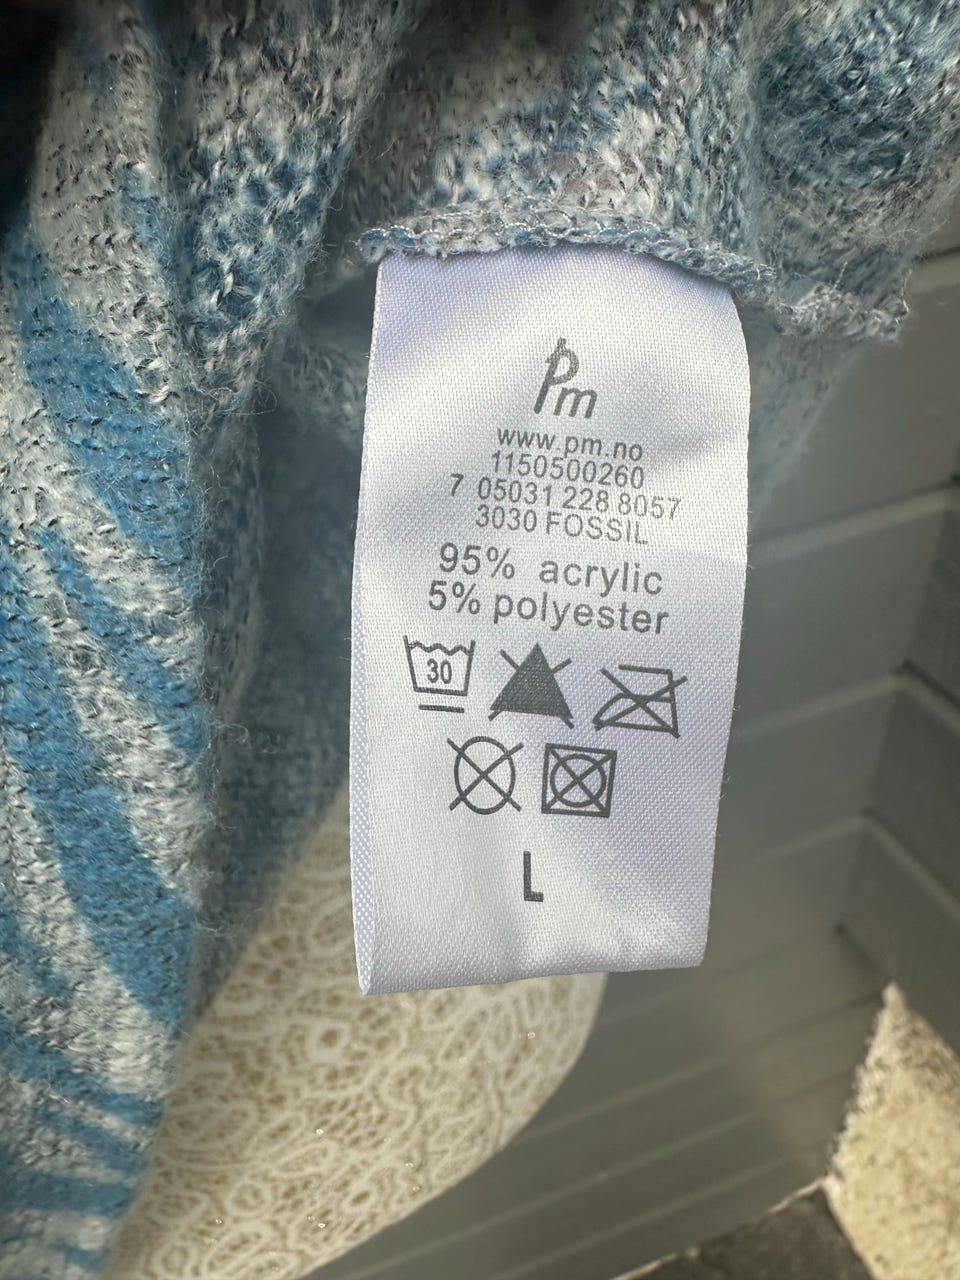 Pm
www.pm.no
1150500260
7 05031 228 8057
3030 FOSSIL
95% acrylic
5% polyester
30
L